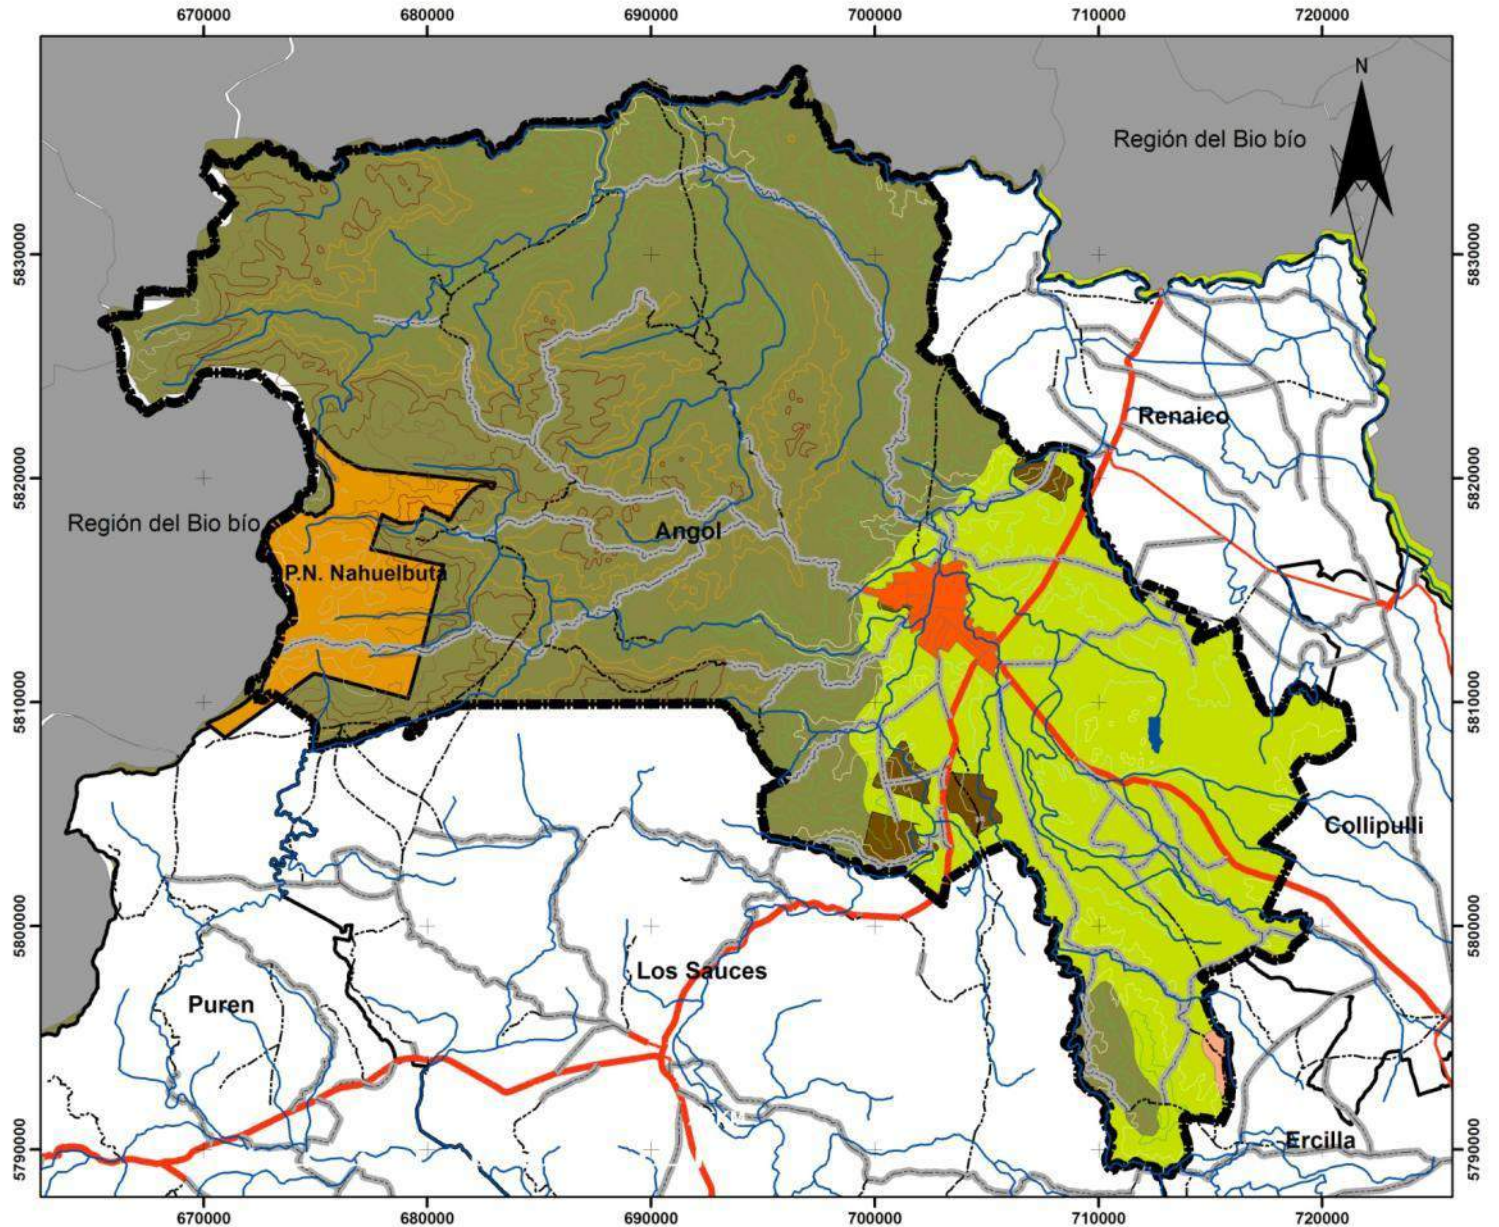 670000 680000 690000 700000 710000 720000
N
Región del Bio bío
5830000 5830000
Renaico
5820000 5820000
Región del Bio bío
Angol
P.N. Nahuelbuta
5810000 5810000
Collipulli
5800000 5800000
Los Sauces
Puren
Ercilla
5790000 5790000
670000 680000 690000 700000 710000 720000